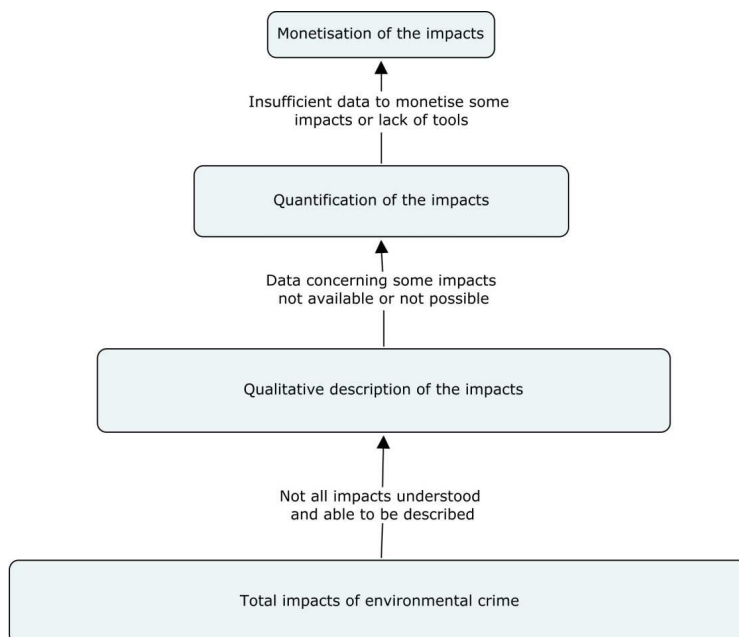 Monetisation of the impacts
Insufficient data to monetise some
impacts or lack of tools
Quantification of the impacts
Data concerning some impacts
not available or not possible
Qualitative description of the impacts
Not all impacts understood
and able to be described
Total impacts of environmental crime